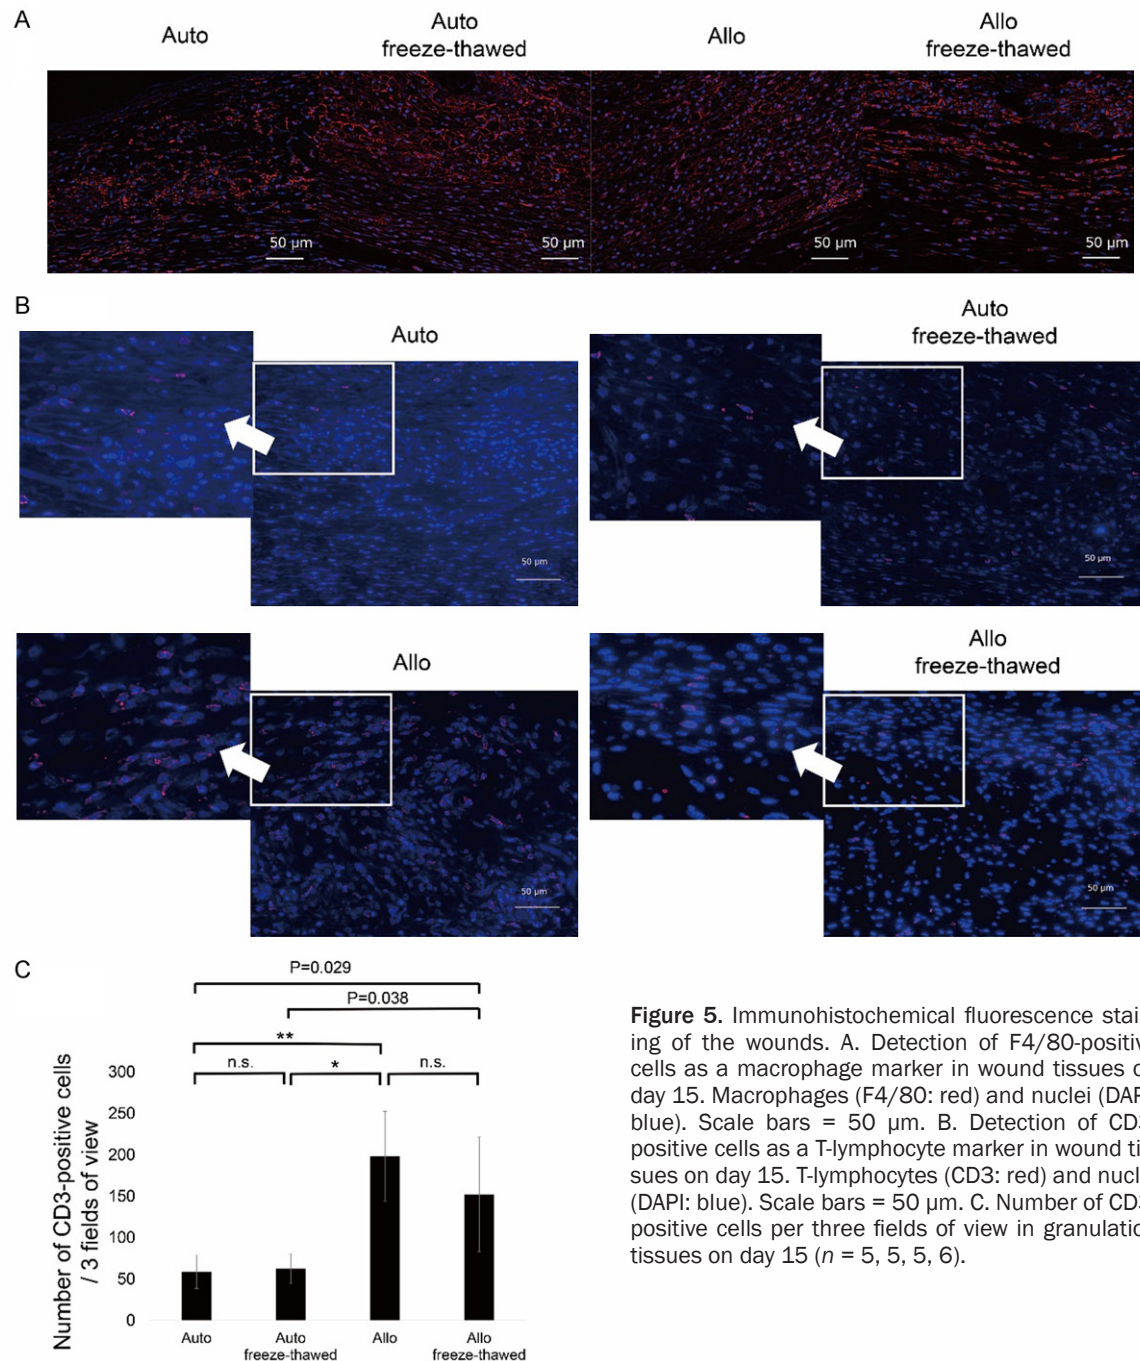 A
Auto
Auto
freeze-thawed
Allo
Allo
freeze-thawed
50 µm
50 µm
50 µm
50 µm
B
Auto
50 µm
Auto
freeze-thawed
50 µm
Allo
50 µm
Allo
freeze-thawed
50 µm
C
P=0.029
P=0.038
**
n.s.
*
n.s.
Number of CD3-positive cells
/ 3 fields of view
300
250
200
150
100
50
0
Auto
Auto
freeze-thawed
Allo
Allo
freeze-thawed
Figure 5. Immunohistochemical fluorescence stain-
ing of the wounds. A. Detection of F4/80-positive
cells as a macrophage marker in wound tissues
day 15. Macrophages (F4/80: red) and nuclei (DAPI
blue). Scale bars = 50 µm. B. Detection of CD3
positive cells as a T-lymphocyte marker in wound
sues on day 15. T-lymphocytes (CD3: red) and
(DAPI: blue). Scale bars = 50 µm. C. Number of CD3
positive cells per three fields of view in
tissues on day 15 (n = 5, 5, 5, 6).